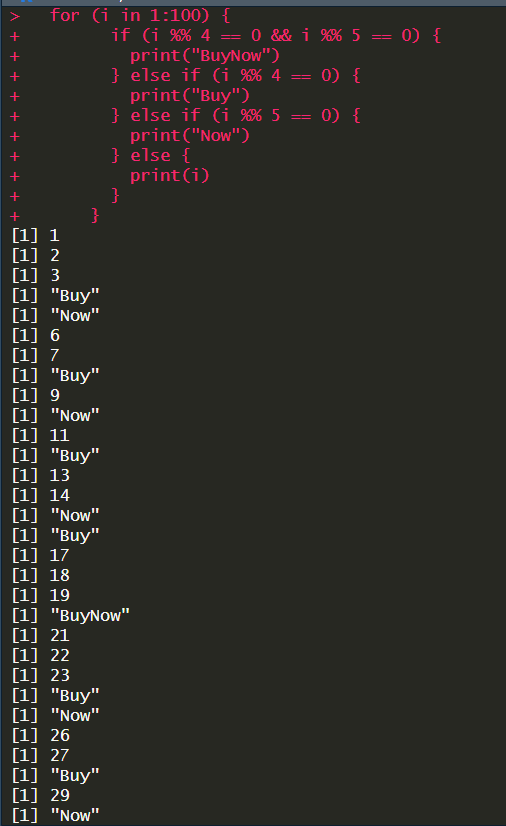 >   for (i in 1:100) {
+         if (i %% 4 == 0 && i %% 5 == 0) {
+           print("BuyNow")
+         } else if (i %% 4 == 0) {
+           print("Buy")
+         } else if (i %% 5 == 0) {
+           print("Now")
+         } else {
+           print(i)
+         }
+       }
[1] 1
[1] 2
[1] 3
[1] "Buy"
[1] "Now"
[1] 6
[1] 7
[1] "Buy"
[1] 9
[1] "Now"
[1] 11
[1] "Buy"
[1] 13
[1] 14
[1] "Now"
[1] "Buy"
[1] 17
[1] 18
[1] 19
[1] "BuyNow"
[1] 21
[1] 22
[1] 23
[1] "Buy"
[1] "Now"
[1] 26
[1] 27
[1] "Buy"
[1] 29
[1] "Now"